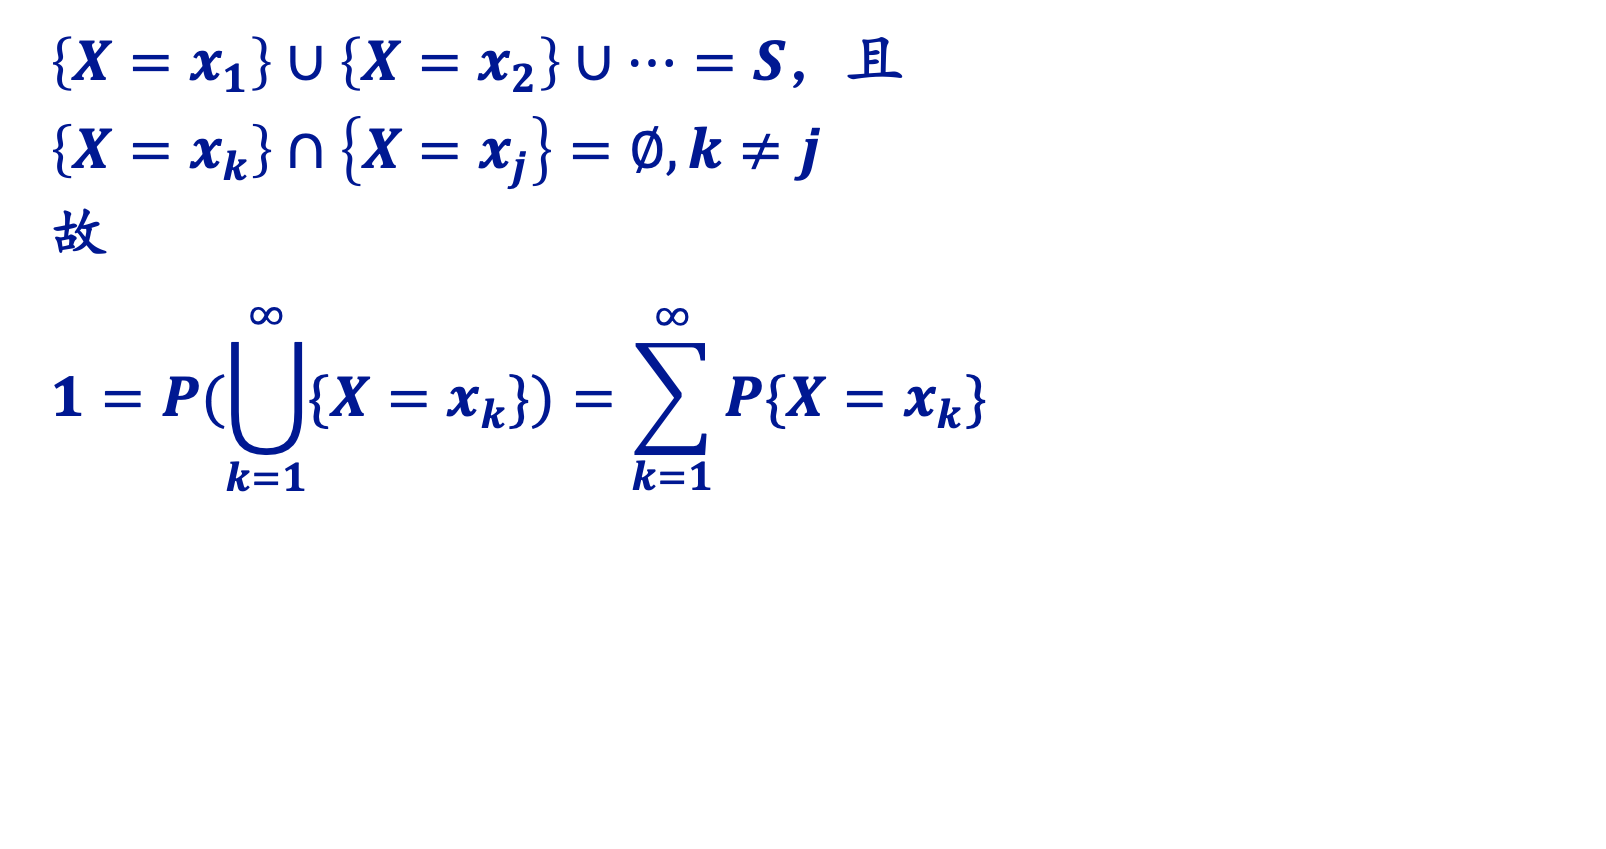 {X = x₁} ∪ {X = x₂} ∪ ⋯ = S, 且
{X = xₖ} ∩ {X = xⱼ} = ∅, k ≠ j
故
1 = P(⋃_{k=1}^{∞} {X = xₖ}) = ∑_{k=1}^{∞} P{X = xₖ}